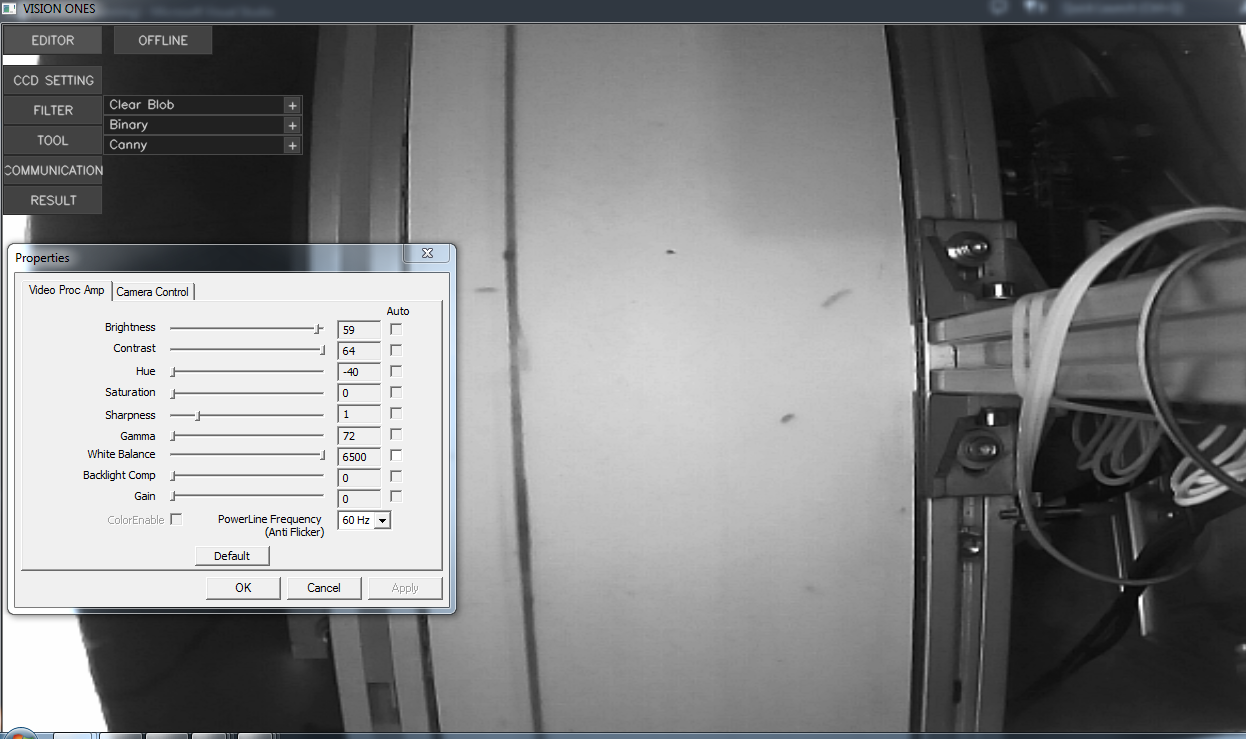 VISION ONES
EDITOR
OFFLINE
CCD SETTING
FILTER
TOOL
COMMUNICATION
RESULT
Clear Blob +
Binary +
Canny +
Properties
Video Proc Amp
Camera Control
Auto
Brightness 59
Contrast 64
Hue -40
Saturation 0
Sharpness 1
Gamma 72
White Balance 6500
Backlight Comp 0
Gain 0
ColorEnable
PowerLine Frequency 60 Hz
(Anti Flicker)
Default
OK
Cancel
Apply